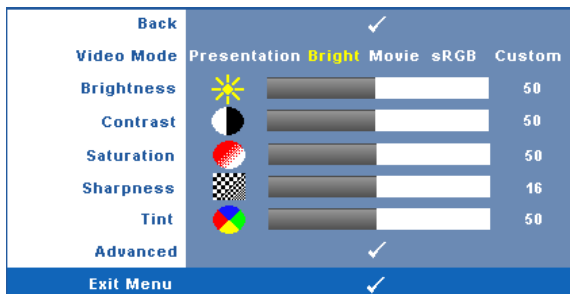 Back
Video Mode Presentation Bright Movie sRGB Custom
Brightness 50
Contrast 50
Saturation 50
Sharpness 16
Tint 50
Advanced
Exit Menu